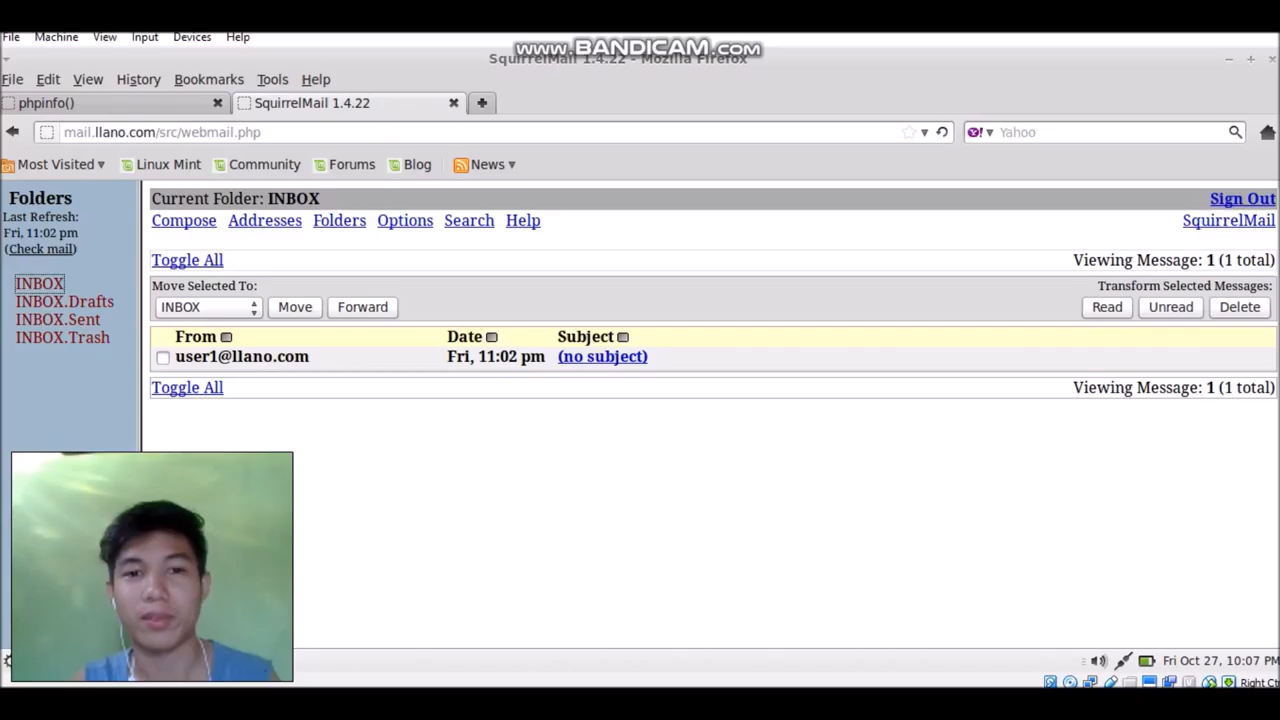 File Machine View Input Devices Help
www.BANDICAM.com
SquirrelMail 1.4.22 - Mozilla Firefox
File Edit View History Bookmarks Tools Help
phpinfo() SquirrelMail 1.4.22
mail.llano.com/src/webmail.php Yahoo
Most Visited Linux Mint Community Forums Blog News
Folders
Last Refresh:
Fri, 11:02 pm
(Check mail)
INBOX
INBOX.Drafts
INBOX.Sent
INBOX.Trash
Current Folder: INBOX Sign Out
Compose Addresses Folders Options Search Help SquirrelMail
Toggle All Viewing Message: 1 (1 total)
Move Selected To: Transform Selected Messages:
INBOX Move Forward Read Unread Delete
From Date Subject
user1@llano.com Fri, 11:02 pm (no subject)
Toggle All Viewing Message: 1 (1 total)
Fri Oct 27, 10:07 PM
Right Ct